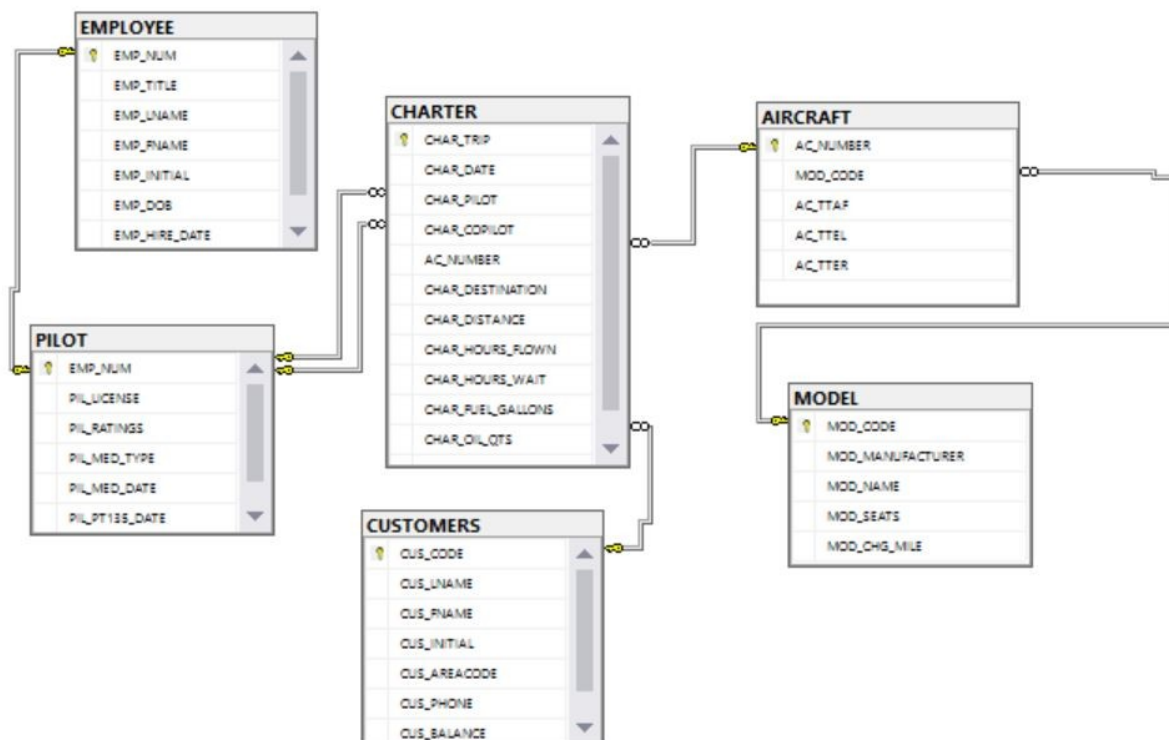 EMPLOYEE
EMP_NUM
EMP_TITLE
EMP_LNAME
EMP_FNAME
EMP_INITIAL
EMP_DOB
EMP_HIRE_DATE
PILOT
EMP_NUM
PIL_LICENSE
PIL_RATINGS
PIL_MED_TYPE
PIL_MED_DATE
PIL_PT135_DATE
CHARTER
CHAR_TRIP
CHAR_DATE
CHAR_PILOT
CHAR_COPILOT
AC_NUMBER
CHAR_DESTINATION
CHAR_DISTANCE
CHAR_HOURS_FLOWN
CHAR_HOURS_WAIT
CHAR_FUEL_GALLONS
CHAR_OIL_QTS
CUSTOMERS
CUS_CODE
CUS_LNAME
CUS_FNAME
CUS_INITIAL
CUS_AREACODE
CUS_PHONE
CUS_BALANCE
AIRCRAFT
AC_NUMBER
MOD_CODE
AC_TTAF
AC_TTEL
AC_TTER
MODEL
MOD_CODE
MOD_MANUFACTURER
MOD_NAME
MOD_SEATS
MOD_CHG_MILE